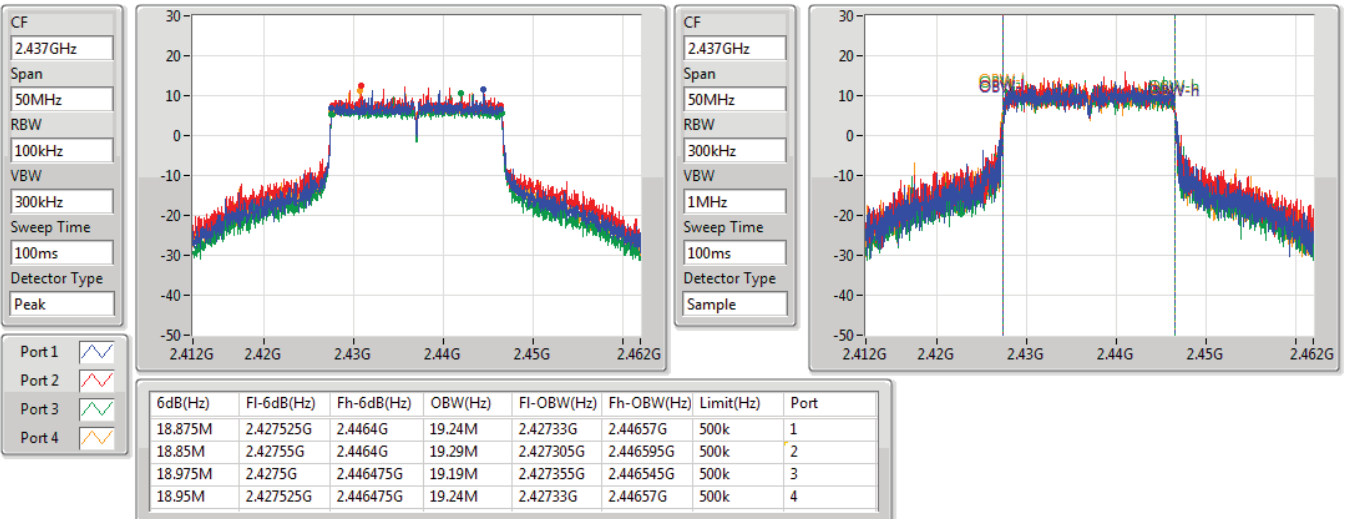 CF
2.437GHz
Span
50MHz
RBW
100kHz
VBW
300kHz
Sweep Time
100ms
Detector Type
Peak
30
20
10
0
-10
-20
-30
-40
-50
2.412G 2.42G 2.43G 2.44G 2.45G 2.462G
CF
2.437GHz
Span
50MHz
RBW
300kHz
VBW
1MHz
Sweep Time
100ms
Detector Type
Sample
30
20
10
0
-10
-20
-30
-40
-50
OBW-l OBW-h
2.412G 2.42G 2.43G 2.44G 2.45G 2.462G
Port 1
Port 2
Port 3
Port 4
6dB(Hz) Fl-6dB(Hz) Fh-6dB(Hz) OBW(Hz) Fl-OBW(Hz) Fh-OBW(Hz) Limit(Hz) Port
18.875M 2.427525G 2.4464G 19.24M 2.42733G 2.44657G 500k 1
18.85M 2.42755G 2.4464G 19.29M 2.427305G 2.446595G 500k 2
18.975M 2.4275G 2.446475G 19.19M 2.427355G 2.446545G 500k 3
18.95M 2.427525G 2.446475G 19.24M 2.42733G 2.44657G 500k 4